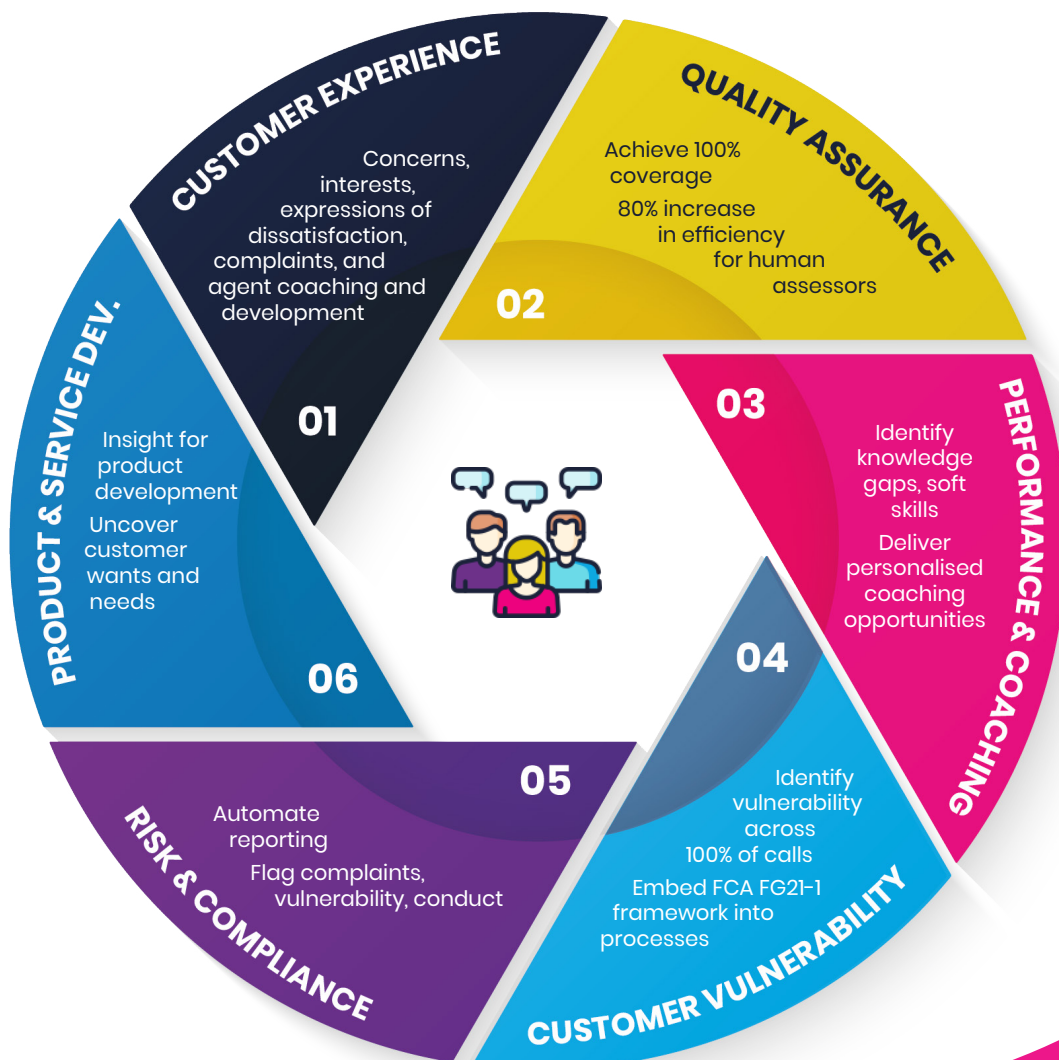 CUSTOMER EXPERIENCE
Concerns,
interests,
expressions of
dissatisfaction,
complaints, and
agent coaching and
development
01
QUALITY ASSURANCE
Achieve 100%
coverage
80% increase
in efficiency
for human
assessors
02
PERFORMANCE & COACHING
03
Identify
knowledge
gaps, soft
skills
Deliver
personalised
coaching
opportunities
04
Identify
vulnerability
across
100% of calls
Embed FCA FG21-1
framework into
processes
CUSTOMER VULNERABILITY
05
Automate
reporting
Flag complaints,
vulnerability, conduct
RISK & COMPLIANCE
PRODUCT & SERVICE DEV.
Insight for
product
development
Uncover
customer
wants and
needs
06